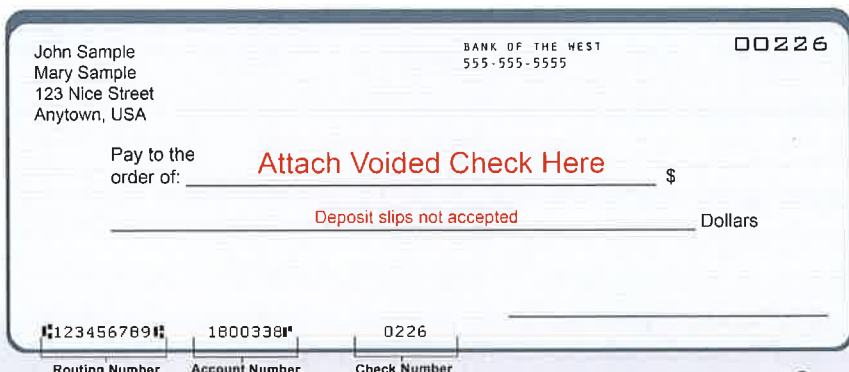 John Sample
Mary Sample
123 Nice Street
Anytown, USA
BANK OF THE WEST
555-555-5555
00226
Pay to the
order of: Attach Voided Check Here $
Deposit slips not accepted Dollars
⑆123456789⑆ 1800338⑈ 0226
Routing Number Account Number Check Number